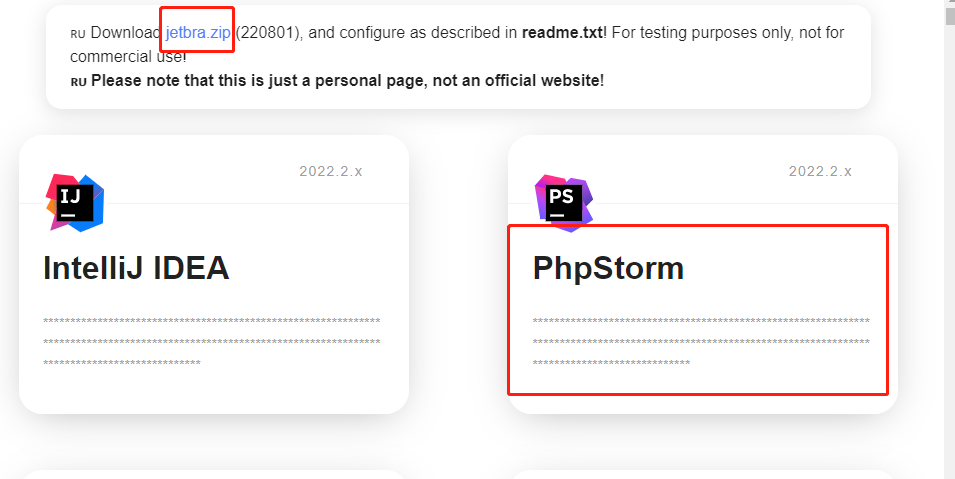 RU Download jetbra.zip (220801), and configure as described in readme.txt! For testing purposes only, not for
commercial use!
RU Please note that this is just a personal page, not an official website!
2022.2.x
IJ
IntelliJ IDEA
***************************************************************
***************************************************************
*****************************
2022.2.x
PS
PhpStorm
***************************************************************
***************************************************************
*****************************